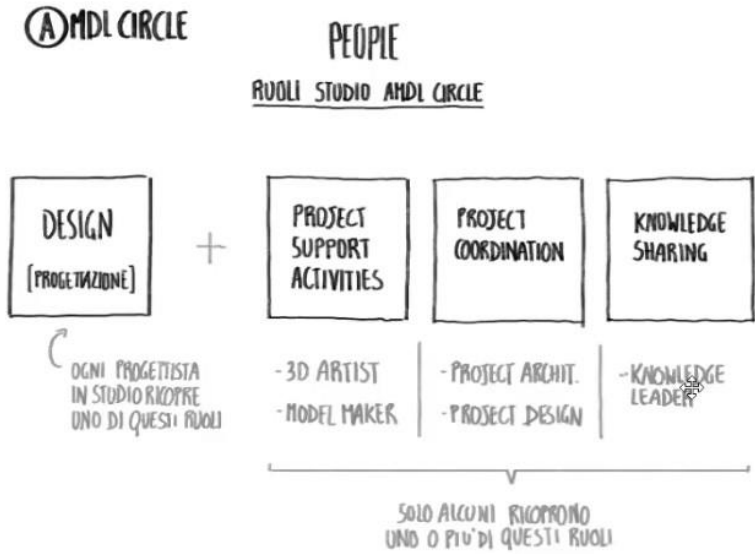 AMDL CIRCLE
PEOPLE
RUOLI STUDIO AMDL CIRCLE
DESIGN
[PROGETTAZIONE]
+
PROJECT
SUPPORT
ACTIVITIES
PROJECT
COORDINATION
KNOWLEDGE
SHARING
OGNI PROGETTISTA
IN STUDIO RICOPRE
UNO DI QUESTI RUOLI
- 3D ARTIST
- MODEL MAKER
- PROJECT ARCHIT.
- PROJECT DESIGN
- KNOWLEDGE
LEADER
SOLO ALCUNI RICOPRONO
UNO O PIU' DI QUESTI RUOLI